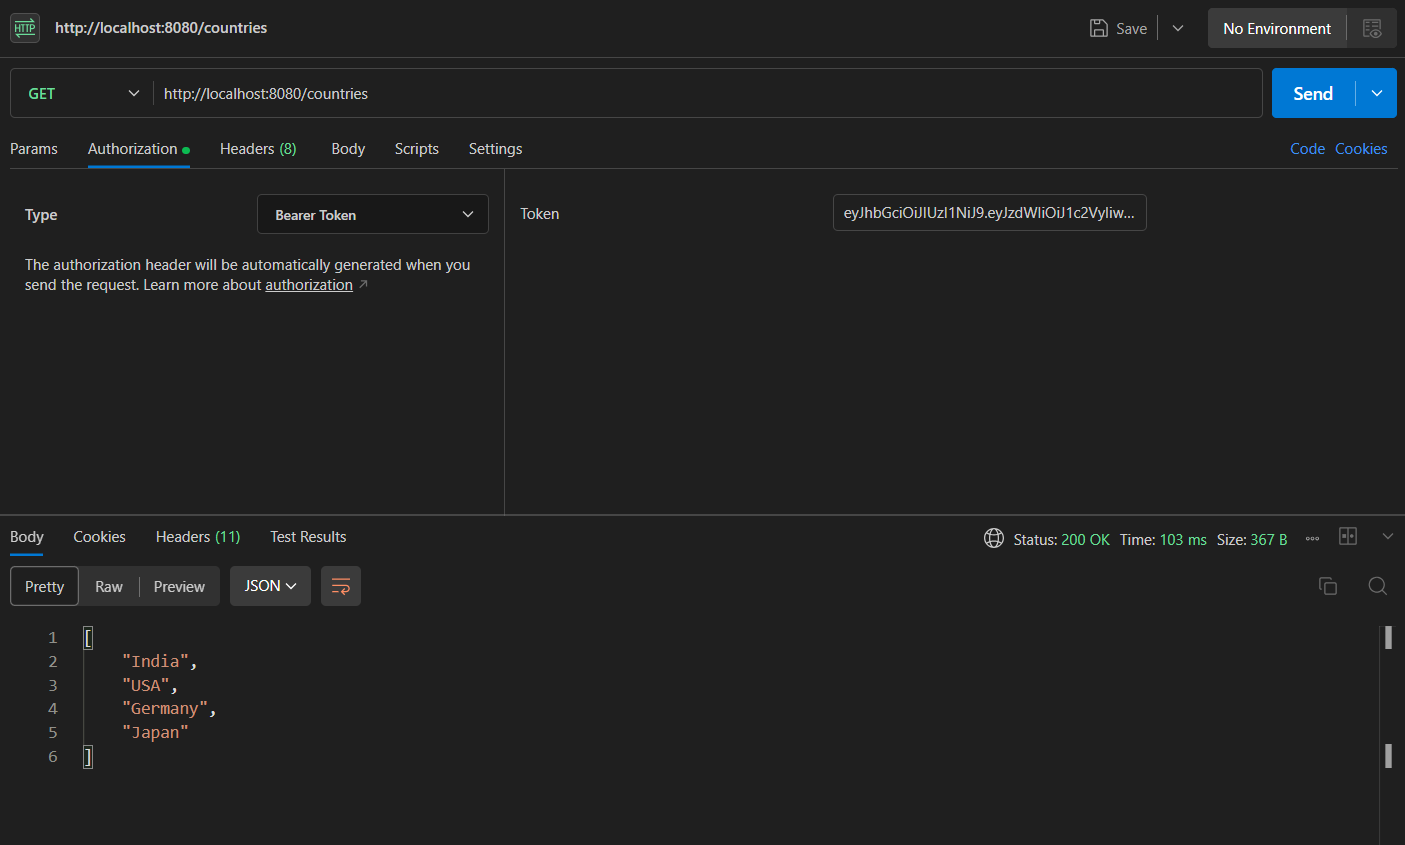 HTTP http://localhost:8080/countries Save No Environment
GET http://localhost:8080/countries Send
Params Authorization Headers (8) Body Scripts Settings Code Cookies
Type Bearer Token Token eyJhbGciOiJIUzI1NiJ9.eyJzdWIiOiJ1c2VyIiw...
The authorization header will be automatically generated when you
send the request. Learn more about authorization ↗
Body Cookies Headers (11) Test Results Status: 200 OK Time: 103 ms Size: 367 B
Pretty Raw Preview JSON
1 [
2 "India",
3 "USA",
4 "Germany",
5 "Japan"
6 ]